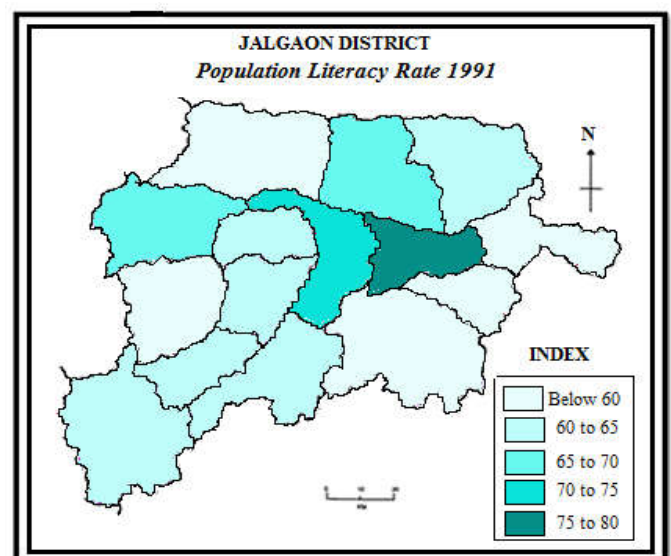 JALGAON DISTRICT
Population Literacy Rate 1991
N
INDEX
Below 60
60 to 65
65 to 70
70 to 75
75 to 80